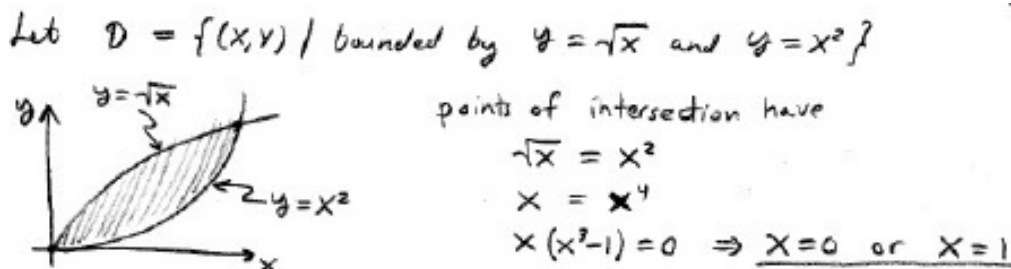 Let D = {(x,y) | bounded by y = √x and y = x²}
y = √x
y
y = x²
x
points of intersection have
√x = x²
x = x⁴
x (x³-1) = 0 ⇒ x = 0 or x = 1